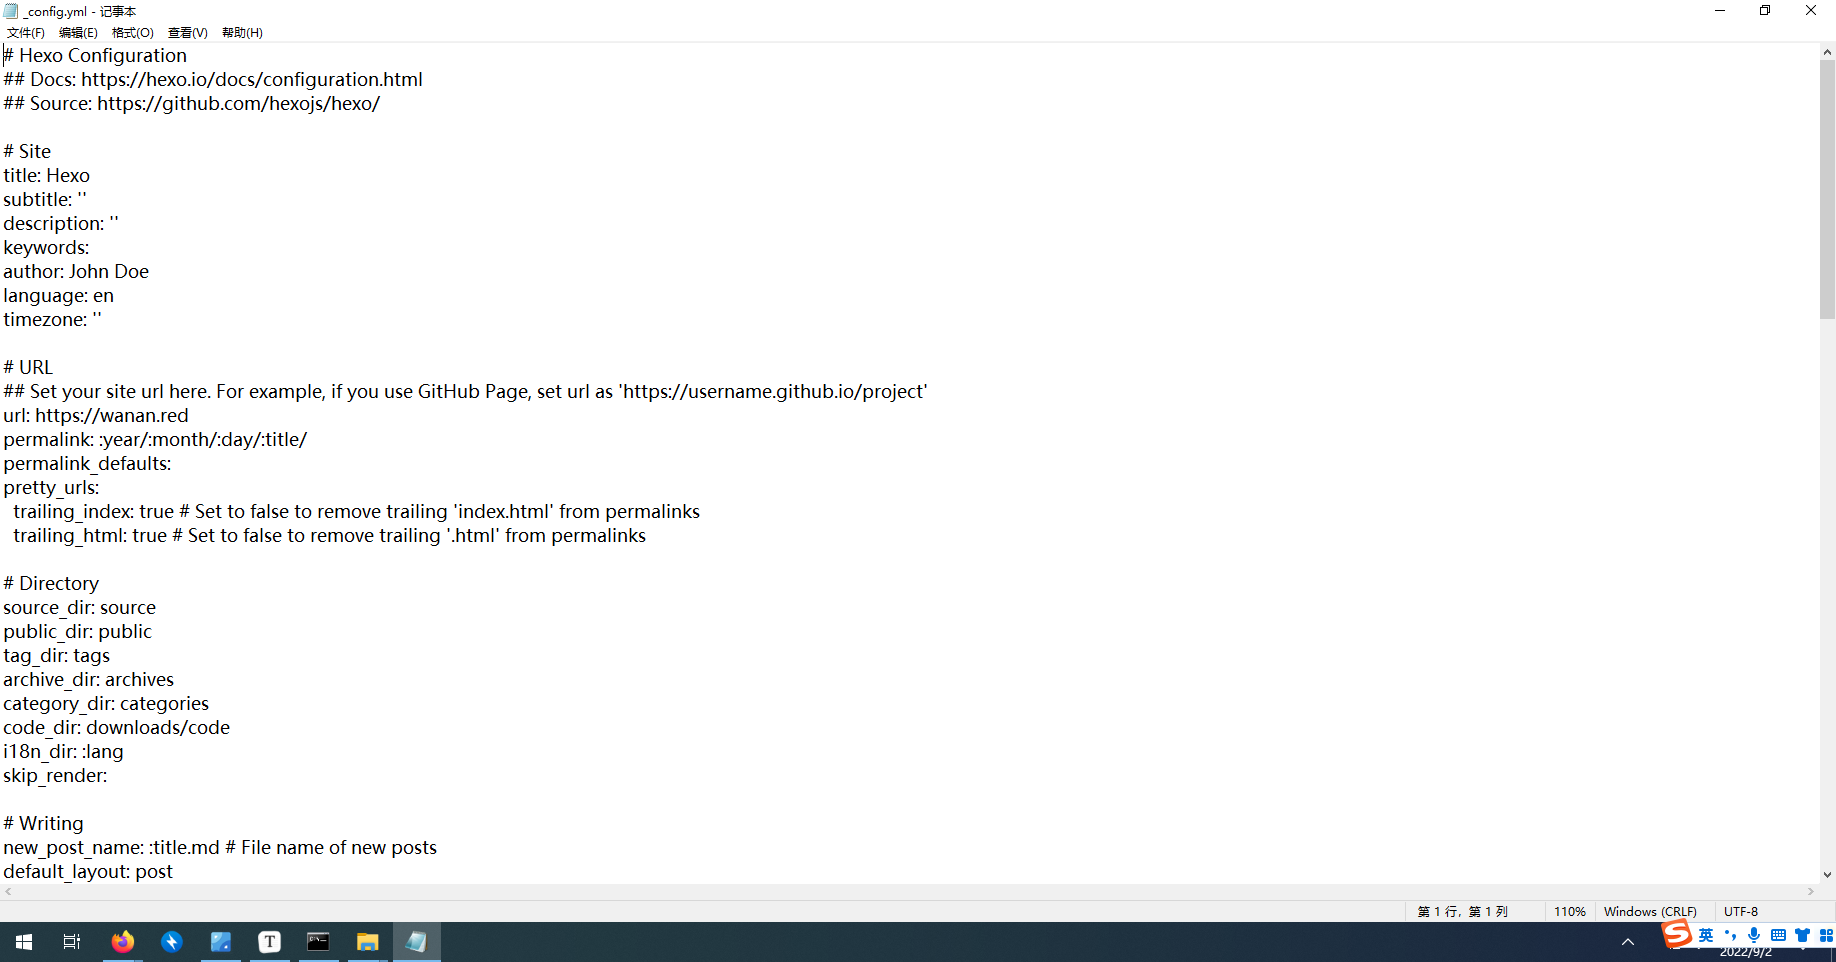 _config.yml - 记事本
文件(F) 编辑(E) 格式(O) 查看(V) 帮助(H)
# Hexo Configuration
## Docs: https://hexo.io/docs/configuration.html
## Source: https://github.com/hexojs/hexo/
# Site
title: Hexo
subtitle: ''
description: ''
keywords:
author: John Doe
language: en
timezone: ''
# URL
## Set your site url here. For example, if you use GitHub Page, set url as 'https://username.github.io/project'
url: https://wanan.red
permalink: :year/:month/:day/:title/
permalink_defaults:
pretty_urls:
  trailing_index: true # Set to false to remove trailing 'index.html' from permalinks
  trailing_html: true # Set to false to remove trailing '.html' from permalinks
# Directory
source_dir: source
public_dir: public
tag_dir: tags
archive_dir: archives
category_dir: categories
code_dir: downloads/code
i18n_dir: :lang
skip_render:
# Writing
new_post_name: :title.md # File name of new posts
default_layout: post
第 1 行，第 1 列 110% Windows (CRLF) UTF-8
T
S 英
2022/9/2